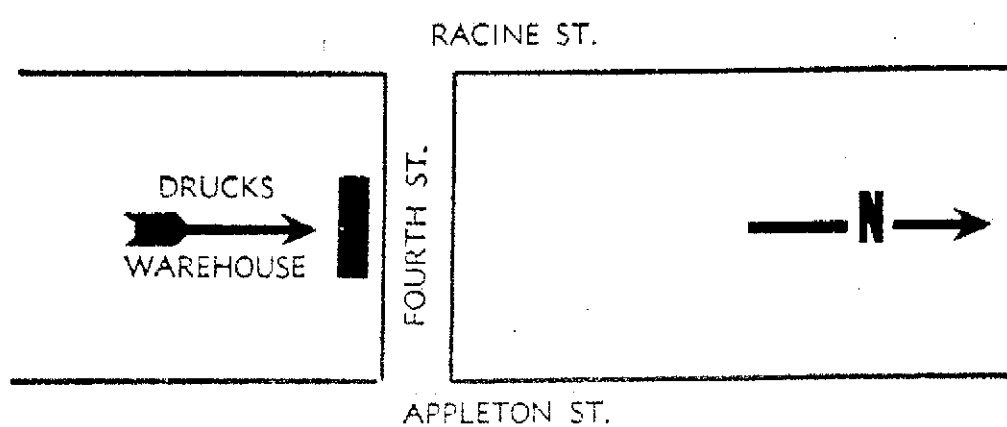 RACINE ST.
DRUCKS
WAREHOUSE
FOURTH ST.
N
APPLETON ST.